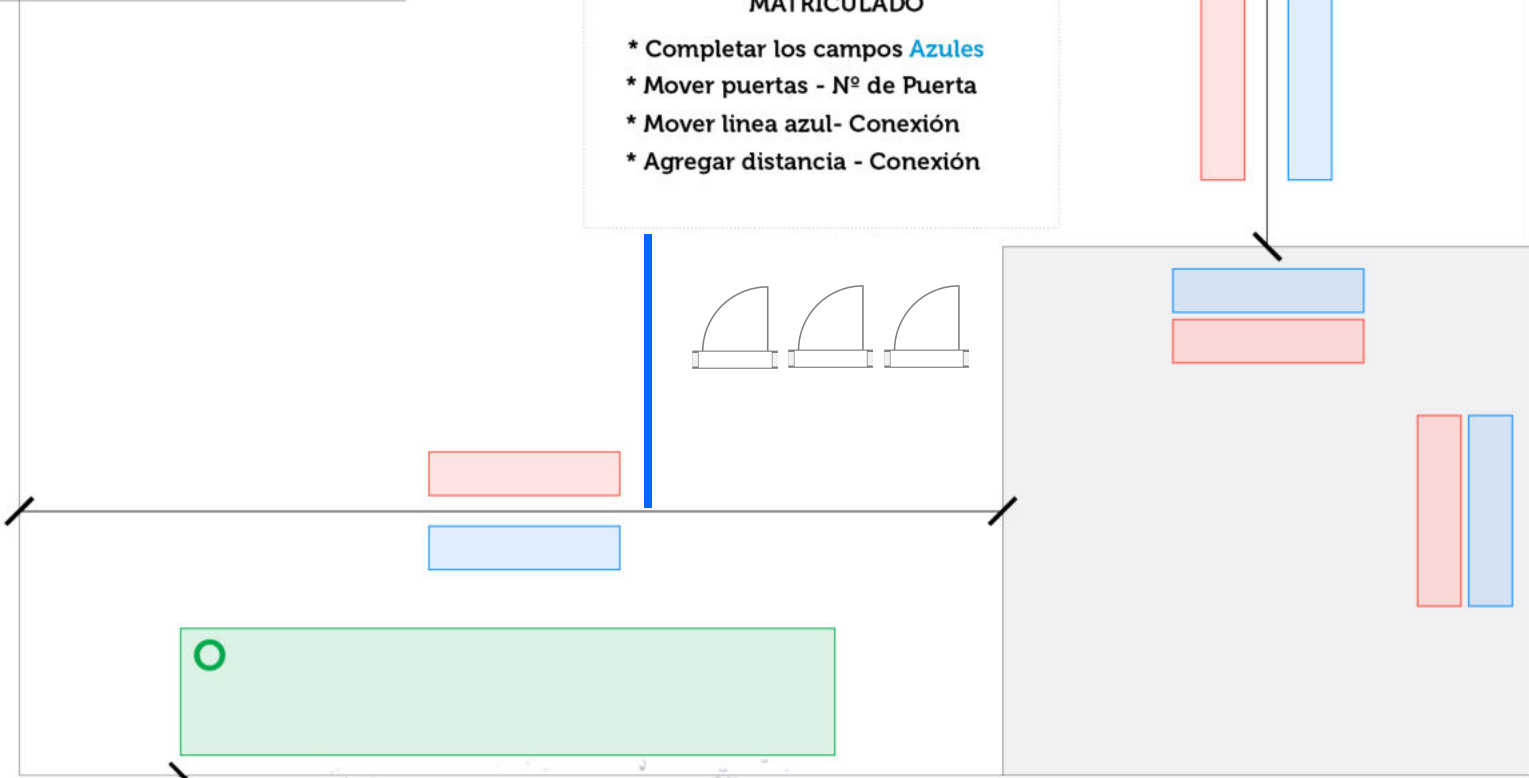 MATRICULADO
* Completar los campos Azules
* Mover puertas - Nº de Puerta
* Mover linea azul- Conexión
* Agregar distancia - Conexión